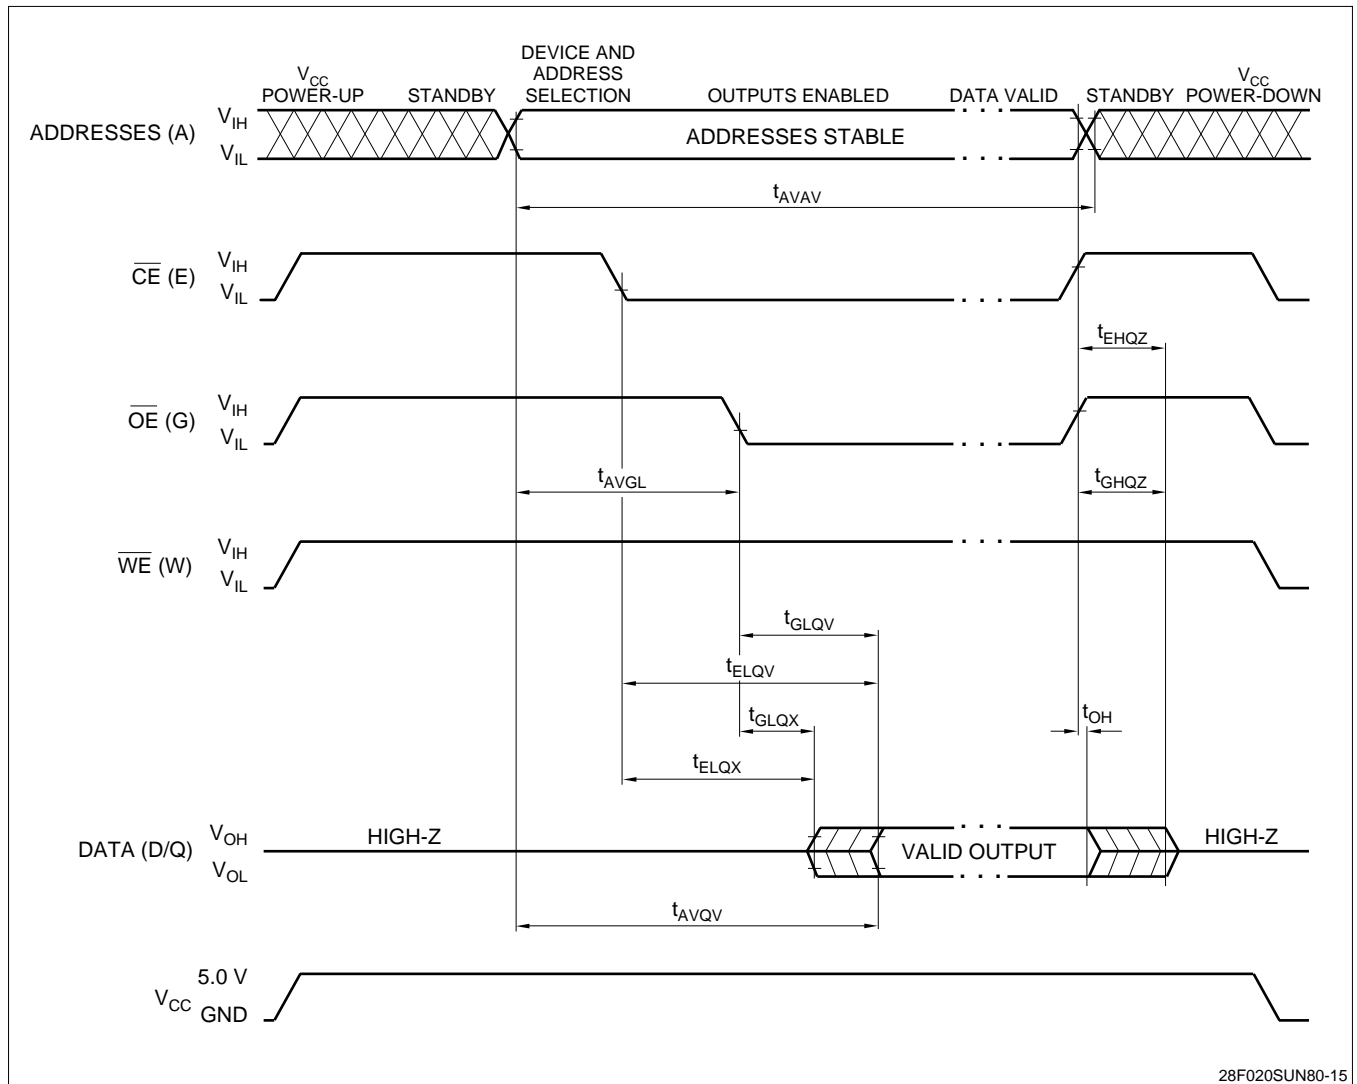 DEVICE AND
ADDRESS
SELECTION
VCC
POWER-UP
STANDBY
OUTPUTS ENABLED
DATA VALID
STANDBY
VCC
POWER-DOWN
ADDRESSES (A)
VIH
VIL
ADDRESSES STABLE
tAVAV
CE (E)
VIH
VIL
tEHQZ
OE (G)
VIH
VIL
tAVGL
tGHQZ
WE (W)
VIH
VIL
tGLQV
tELQV
tGLQX
tOH
tELQX
DATA (D/Q)
VOH
VOL
HIGH-Z
VALID OUTPUT
HIGH-Z
tAVQV
5.0 V
VCC
GND
28F020SUN80-15